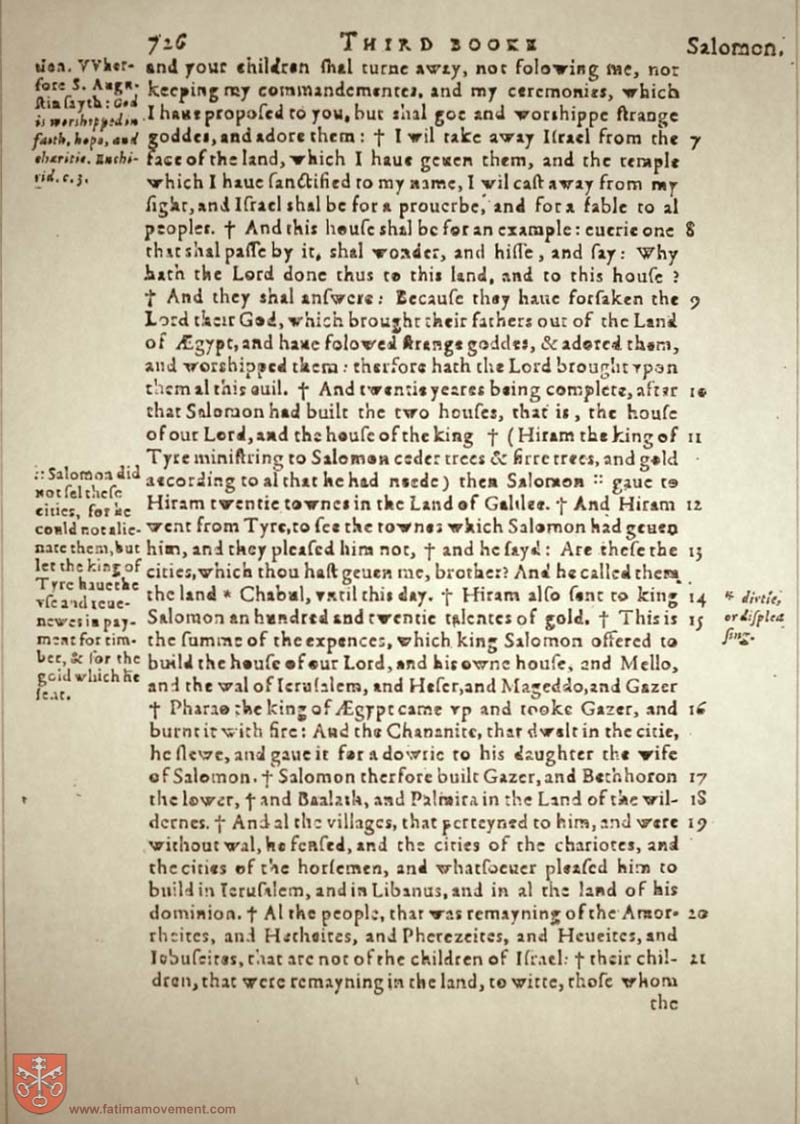 726 THIRD BOOKE Salomon.
tion. VVher-
fore S. Augu-
ſtin ſayth: God
is worſhipped in
faith, hope, and
charitie. Enchi-
rid. c. 3.
and your children ſhal turne away, not folowing me, nor
keeping my commandementes, and my ceremonies, which
I haue propoſed to you, but shal goe and worshippe ſtrange
goddes, and adore them: † I wil take away Iſrael from the 7
face of the land, which I haue geuen them, and the temple
which I haue ſanctified to my name, I wil caſt away from my
ſight, and Iſrael shal be for a prouerbe, and for a fable to al
peoples. † And this houſe shal be for an example: euerie one 8
that shal paſſe by it, shal wonder, and hiſſe, and ſay: Why
hath the Lord done thus to this land, and to this houſe?
† And they shal anſwere: Becauſe they haue forſaken the 9
Lord their God, which brought their fathers out of the Land
of Ægypt, and haue folowed ſtrange goddes, & adored them,
and worshipped them: therfore hath the Lord brought vpon
them al this euil. † And twentie yeares being complete, after 10
that Salomon had built the two houſes, that is, the houſe
of our Lord, and the houſe of the king † (Hiram the king of 11
Tyre miniſtring to Salomon ceder trees & firre trees, and gold
according to al that he had neede) then Salomon :: gaue to
Hiram twentie townes in the Land of Galilee. † And Hiram 12
went from Tyre, to ſee the townes which Salomon had geuen
him, and they pleaſed him not, † and he ſayd: Are theſe the 13
cities, which thou haſt geuen me, brother? And he called them
the land * Chabul, vntil this day. † Hiram alſo ſent to king 14
Salomon an hundred and twentie talentes of gold. † This is 15
the ſumme of the expences, which king Salomon offered to
build the houſe of our Lord, and his owne houſe, and Mello,
and the wal of Ieruſalem, and Heſer, and Mageddo, and Gazer
† Pharao the king of Ægypt came vp and tooke Gazer, and 16
burnt it with fire: And the Chananite, that dwelt in the citie,
he ſlewe, and gaue it for a dowrie to his daughter the wife
of Salomon. † Salomon therfore built Gazer, and Bethhoron 17
the lower, † and Baalath, and Palmira in the Land of the wil- 18
dernes. † And al the villages, that perteyned to him, and were 19
without wal, he fenſed, and the cities of the chariotes, and
the cities of the horſemen, and whatſoeuer pleaſed him to
build in Ieruſalem, and in Libanus, and in al the land of his
dominion. † Al the people, that was remayning of the Amor- 20
rheites, and Hetheites, and Pherezeites, and Heueites, and
Iebuſeites, that are not of the children of Iſrael: † their chil- 21
dren, that were remayning in the land, to witte, thoſe whom
the
:: Salomon did
not ſel theſe
cities, for he
could not alie-
nate them, but
let the king of
Tyre haue the
vſe and reue-
newes in pay-
ment for tim-
ber, & for the
gold which he
ſent.
* dirtie,
or diſplea
ſing.
www.fatimamovement.com